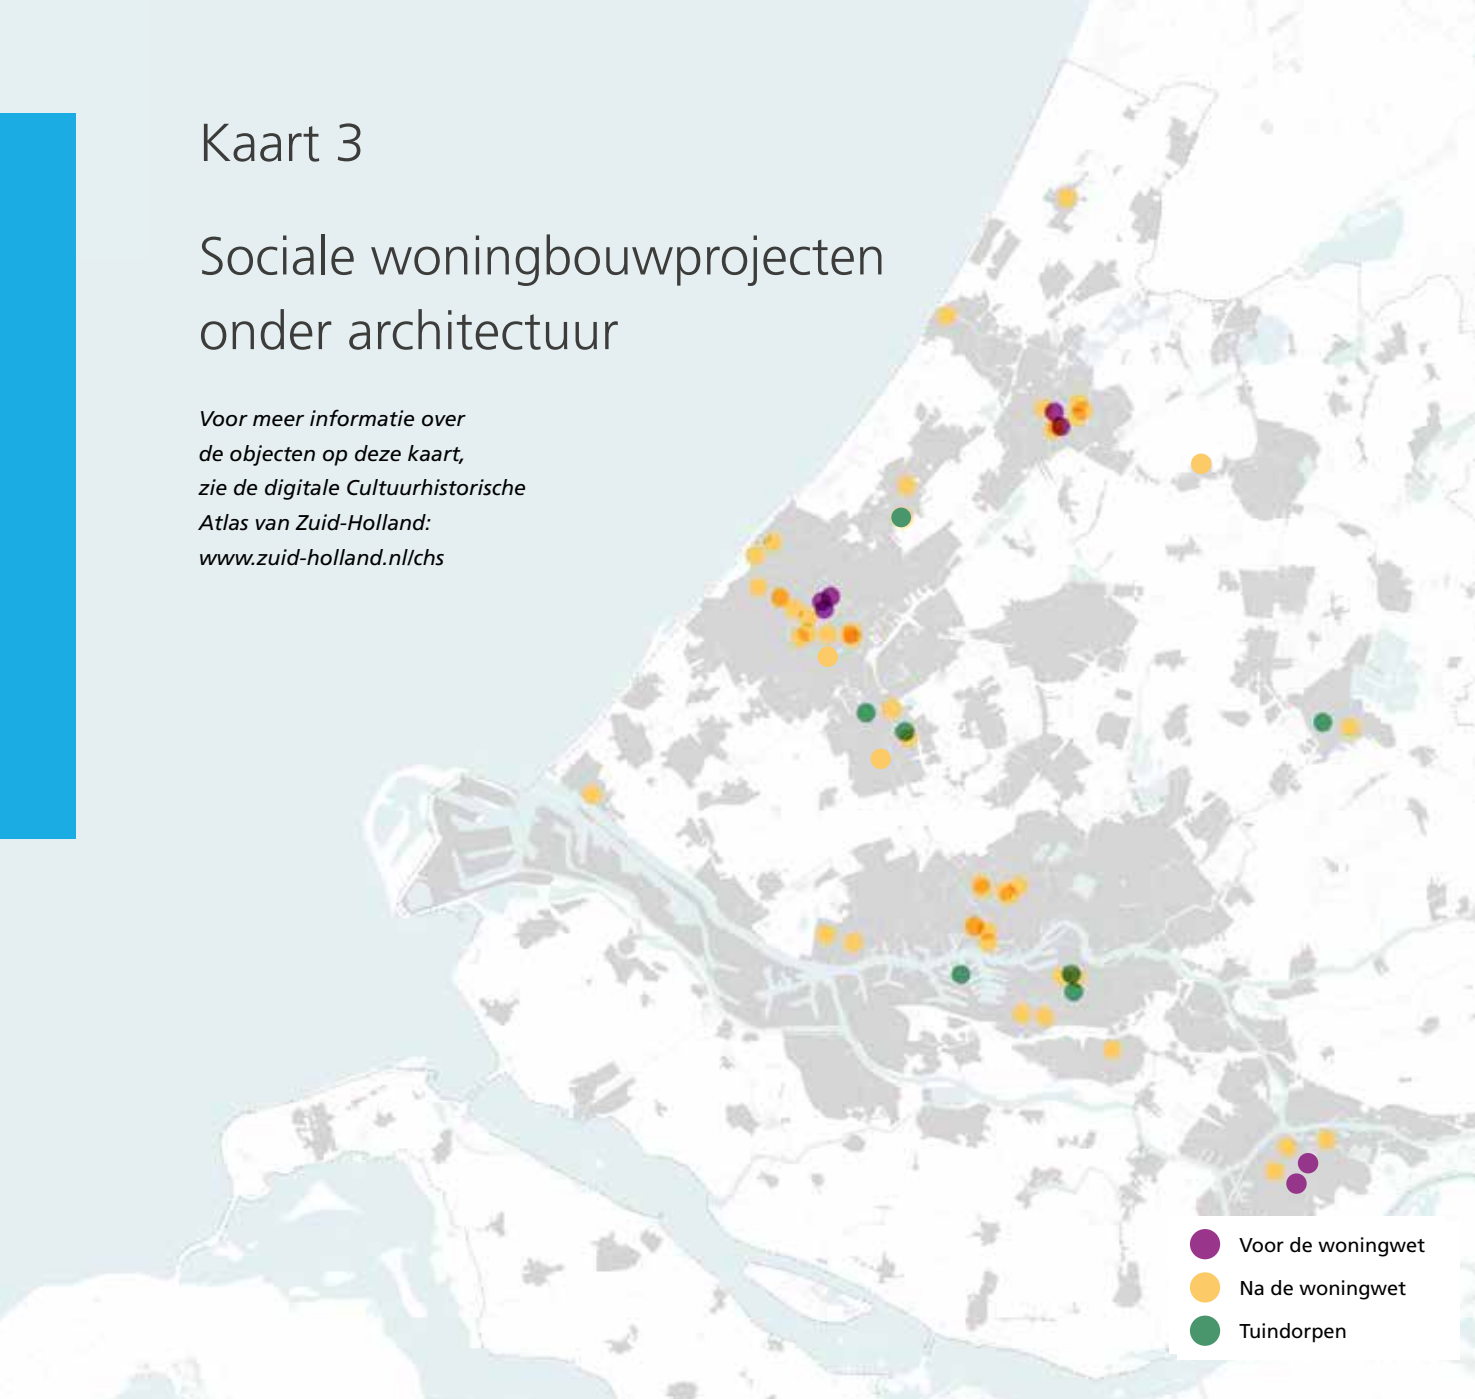 Kaart 3
Sociale woningbouwprojecten
onder architectuur
Voor meer informatie over
de objecten op deze kaart,
zie de digitale Cultuurhistorische
Atlas van Zuid-Holland:
www.zuid-holland.nl/chs
Voor de woningwet
Na de woningwet
Tuindorpen